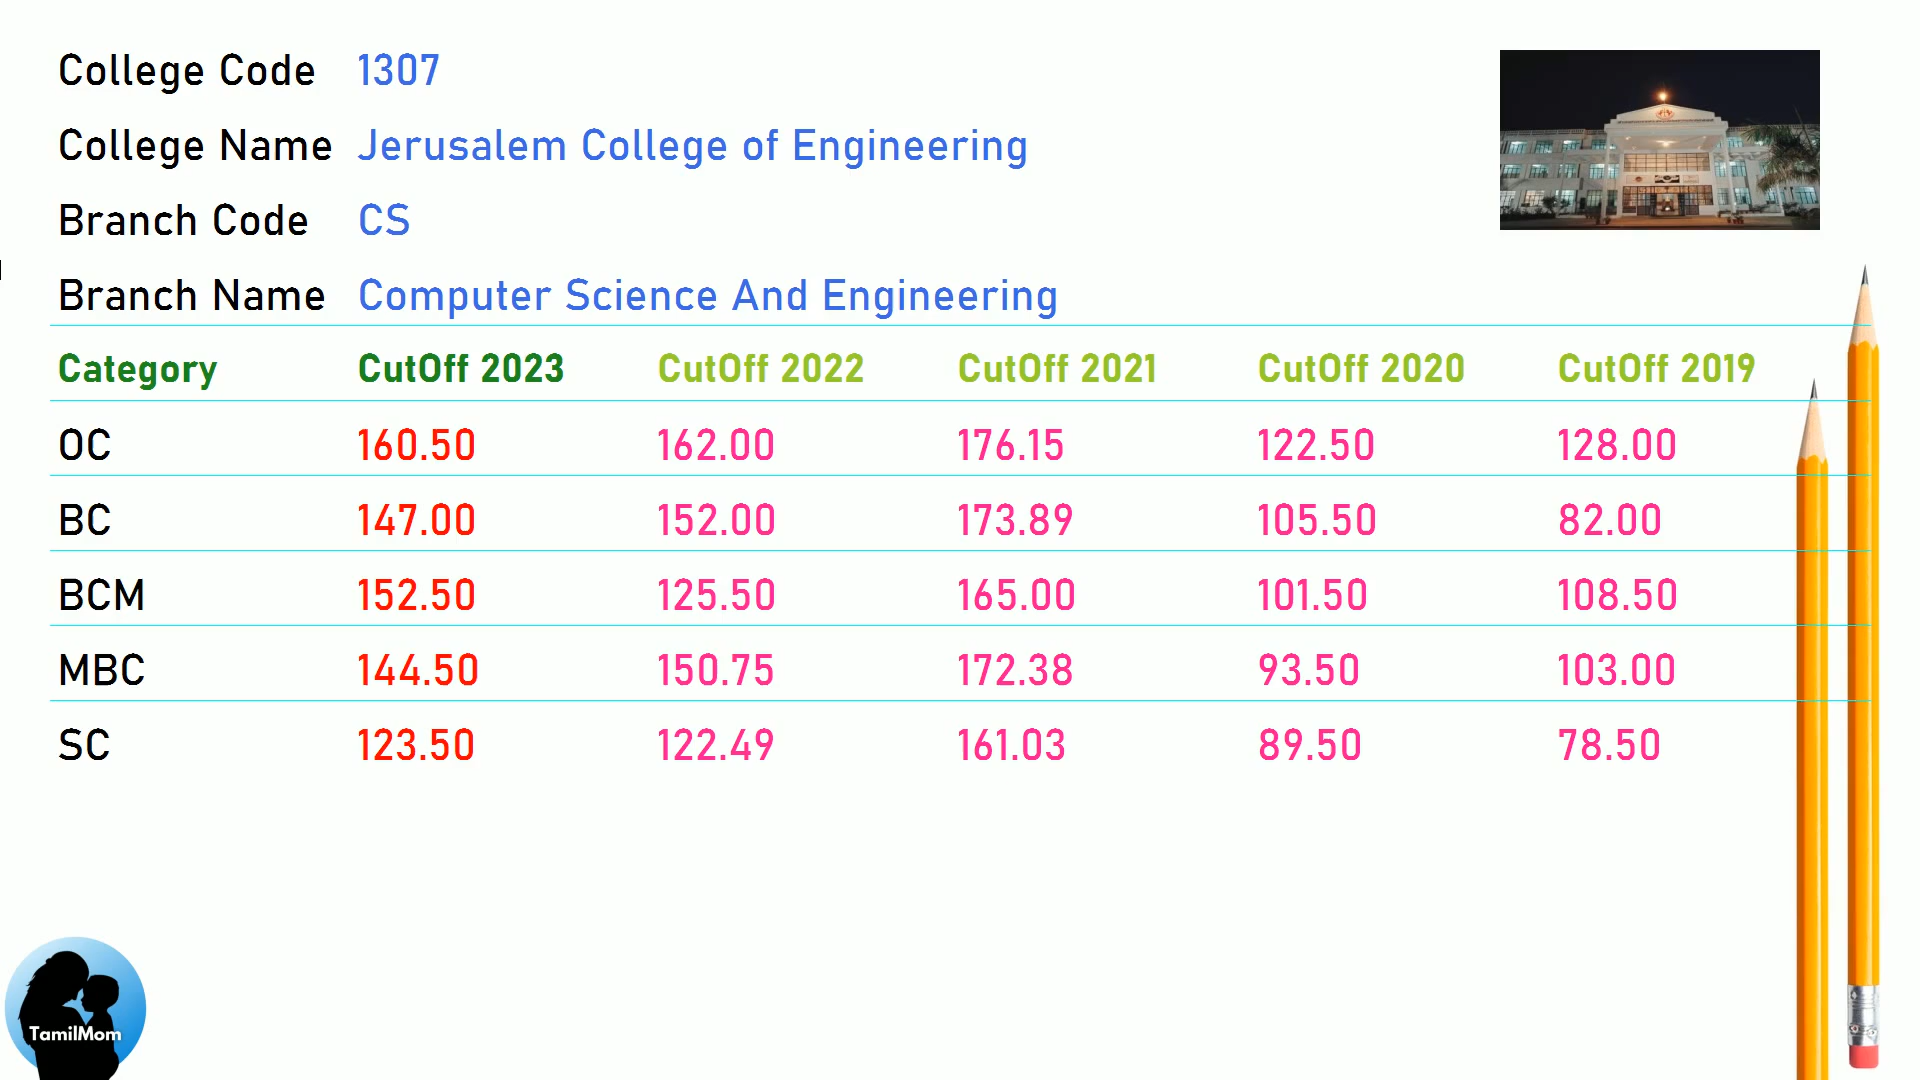 College Code 1307
College Name Jerusalem College of Engineering
Branch Code CS
Branch Name Computer Science And Engineering
Category CutOff 2023 CutOff 2022 CutOff 2021 CutOff 2020 CutOff 2019
OC 160.50 162.00 176.15 122.50 128.00
BC 147.00 152.00 173.89 105.50 82.00
BCM 152.50 125.50 165.00 101.50 108.50
MBC 144.50 150.75 172.38 93.50 103.00
SC 123.50 122.49 161.03 89.50 78.50
TamilMom